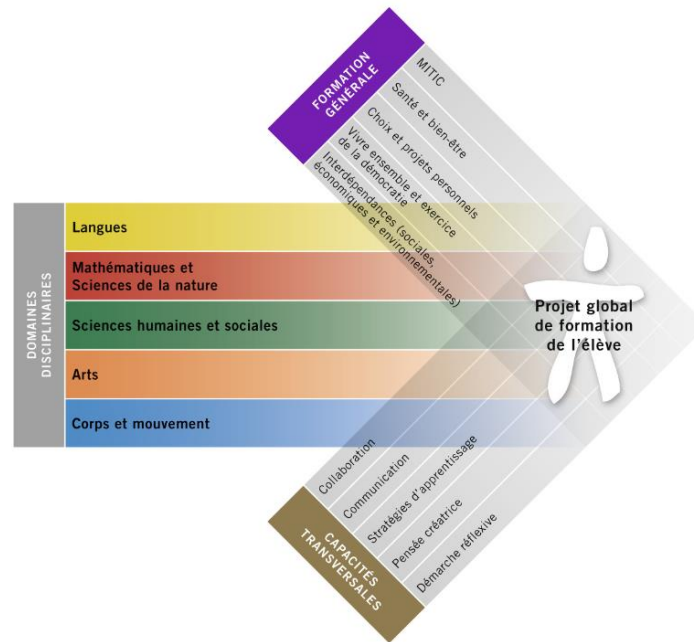 FORMATION
GÉNÉRALE
MITIC
Santé et bien-être
Choix et projets personnels
Vivre ensemble et exercice
de la démocratie
Interdépendances (sociales,
économiques et environnementales)
DOMAINES
DISCIPLINAIRES
Langues
Mathématiques et
Sciences de la nature
Sciences humaines et sociales
Arts
Corps et mouvement
Projet global
de formation
de l'élève
Collaboration
Communication
Stratégies d'apprentissage
Pensée créatrice
Démarche réflexive
CAPACITÉS
TRANSVERSALES